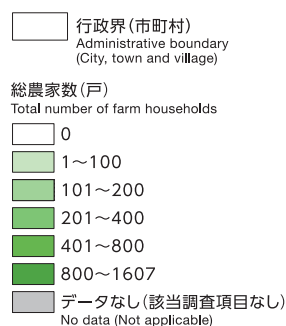 行政界(市町村)
Administrative boundary
(City, town and village)
総農家数(戸)
Total number of farm households
0
1~100
101~200
201~400
401~800
800~1607
データなし(該当調査項目なし)
No data (Not applicable)